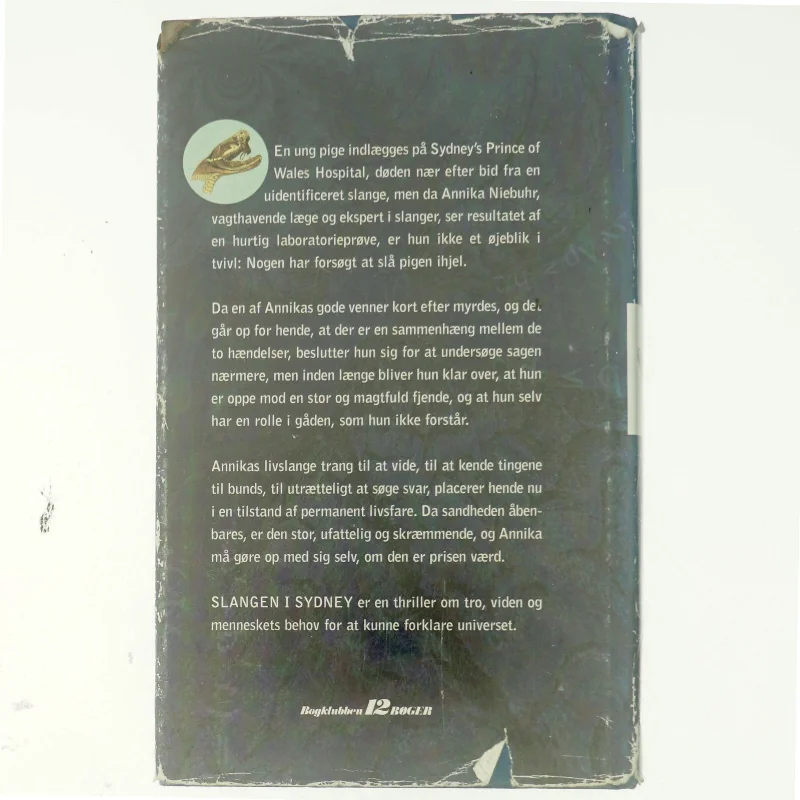 En ung pige indlægges på Sydney's Prince of
Wales Hospital, døden nær efter bid fra en
uidentificeret slange, men da Annika Niebuhr,
vagthavende læge og ekspert i slanger, ser resultatet af
en hurtig laboratorieprøve, er hun ikke et øjeblik i
tvivl: Nogen har forsøgt at slå pigen ihjel.
Da en af Annikas gode venner kort efter myrdes, og det
går op for hende, at der er en sammenhæng mellem de
to hændelser, beslutter hun sig for at undersøge sagen
nærmere, men inden længe bliver hun klar over, at hun
er oppe mod en stor og magtfuld fjende, og at hun selv
har en rolle i gåden, som hun ikke forstår.
Annikas livslange trang til at vide, til at kende tingene
til bunds, til utrætteligt at søge svar, placerer hende nu
i en tilstand af permanent livsfare. Da sandheden åben-
bares, er den stor, ufattelig og skræmmende, og Annika
må gøre op med sig selv, om den er prisen værd.
SLANGEN I SYDNEY er en thriller om tro, viden og
menneskets behov for at kunne forklare universet.
Bogklubben 12 BØGER